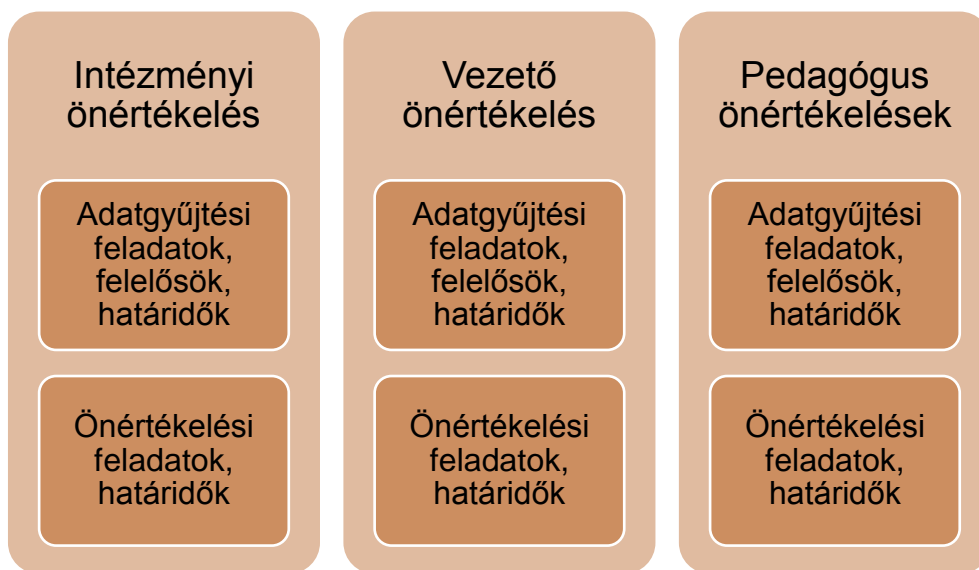 Intézményi
önértékelés
Adatgyűjtési
feladatok,
felelősök,
határidők
Önértékelési
feladatok,
határidők
Vezető
önértékelés
Adatgyűjtési
feladatok,
felelősök,
határidők
Önértékelési
feladatok,
határidők
Pedagógus
önértékelések
Adatgyűjtési
feladatok,
felelősök,
határidők
Önértékelési
feladatok,
határidők